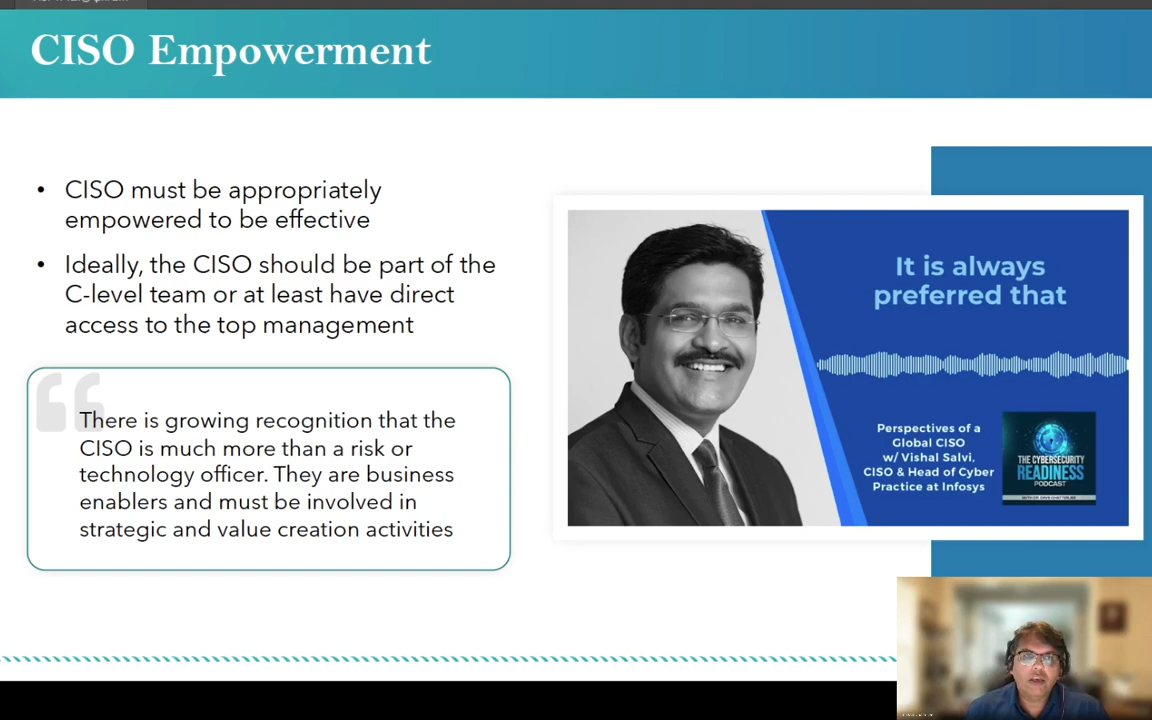 CISO Empowerment
• CISO must be appropriately
empowered to be effective
• Ideally, the CISO should be part of the
C-level team or at least have direct
access to the top management
There is growing recognition that the
CISO is much more than a risk or
technology officer. They are business
enablers and must be involved in
strategic and value creation activities
It is always
preferred that
Perspectives of a
Global CISO
w/ Vishal Salvi,
CISO & Head of Cyber
Practice at Infosys
THE CYBERSECURITY
READINESS
PODCAST
WITH DR. DAVE CHATTERJEE